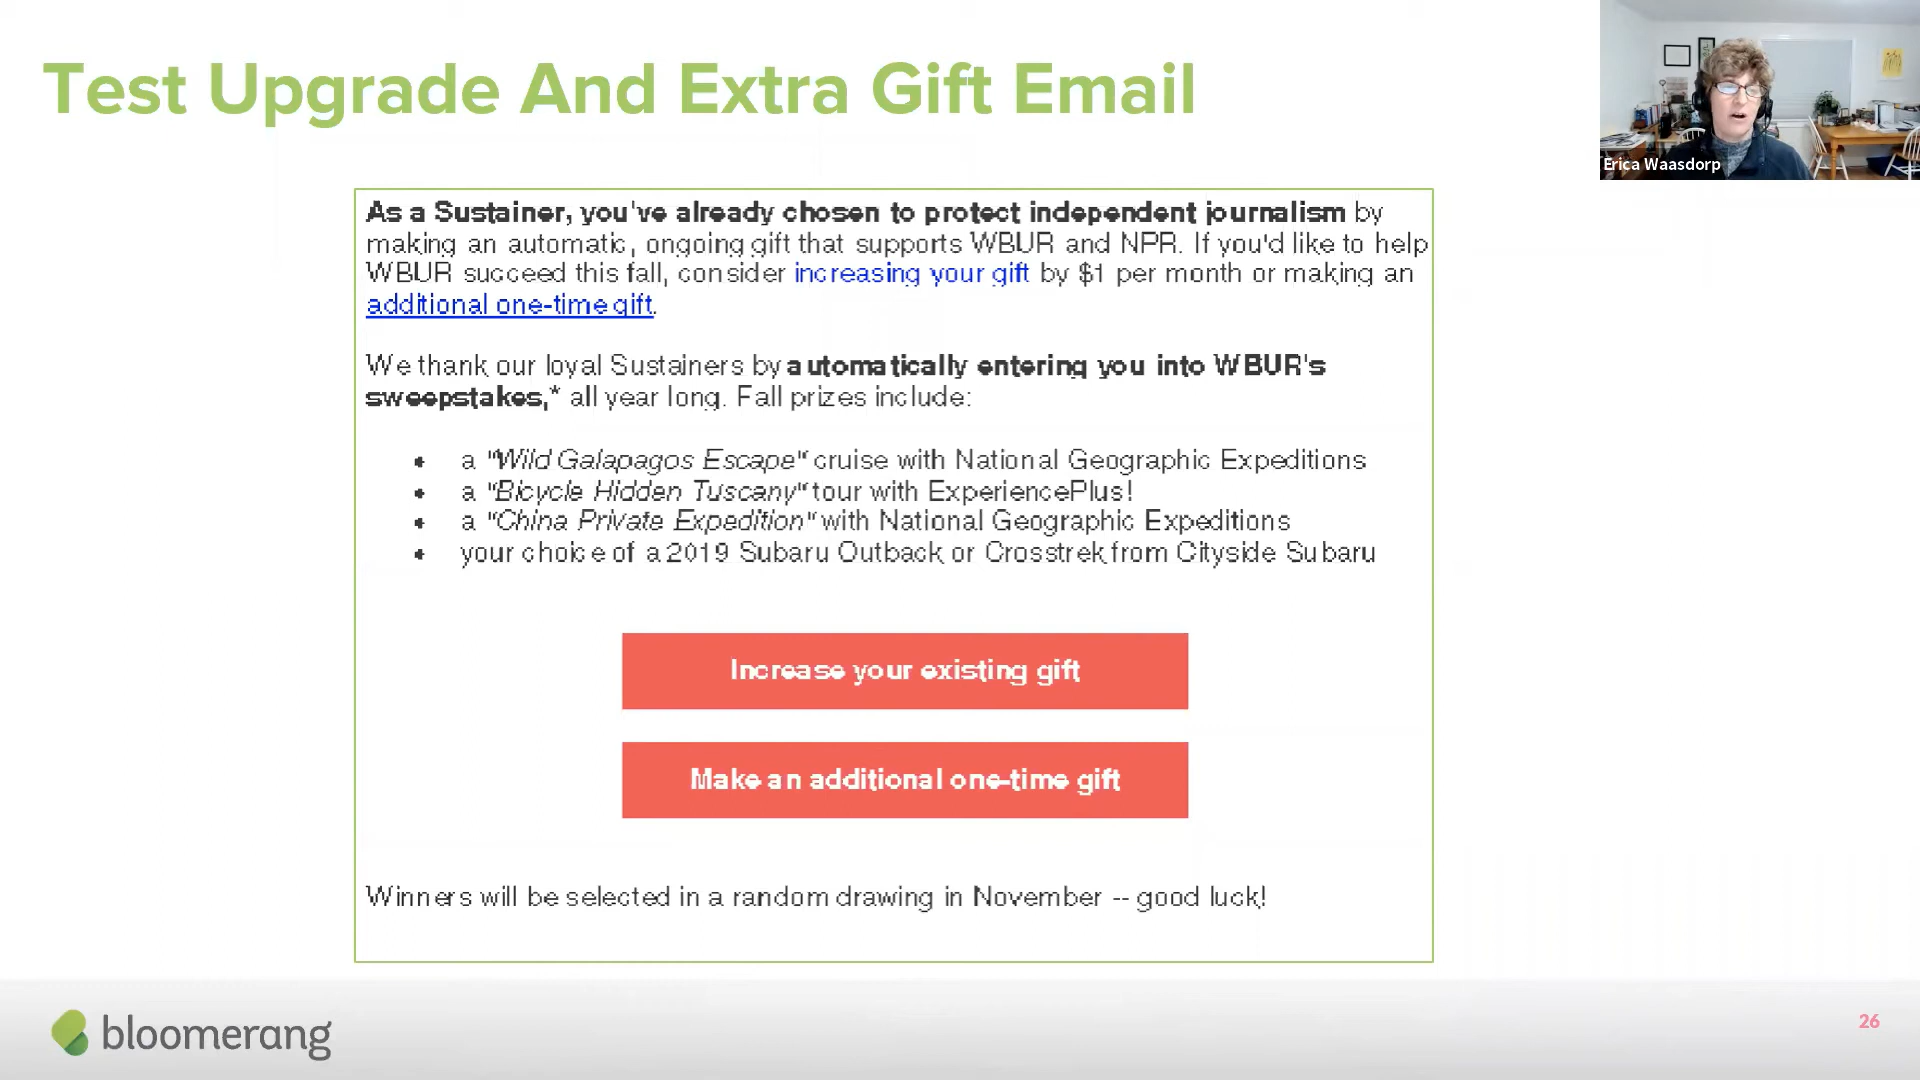 Test Upgrade And Extra Gift Email
Erica Waasdorp
As a Sustainer, you've already chosen to protect independent journalism by
making an automatic, ongoing gift that supports WBUR and NPR. If you'd like to help
WBUR succeed this fall, consider increasing your gift by $1 per month or making an
additional one-time gift.
We thank our loyal Sustainers by automatically entering you into WBUR's
sweepstakes,* all year long. Fall prizes include:
• a "Wild Galapagos Escape" cruise with National Geographic Expeditions
• a "Bicycle Hidden Tuscany" tour with ExperiencePlus!
• a "China Private Expedition" with National Geographic Expeditions
• your choice of a 2019 Subaru Outback or Crosstrek from Cityside Subaru
Increase your existing gift
Make an additional one-time gift
Winners will be selected in a random drawing in November -- good luck!
bloomerang
26